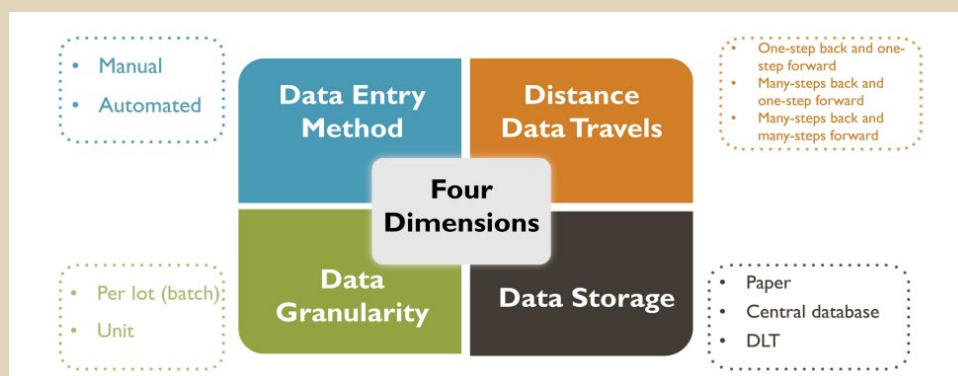 • Manual
• Automated
Data Entry
Method
Distance
Data Travels
• One-step back and one-
step forward
• Many-steps back and
one-step forward
• Many-steps back and
many-steps forward
Four
Dimensions
• Per lot (batch)
• Unit
Data
Granularity
Data Storage
• Paper
• Central database
• DLT